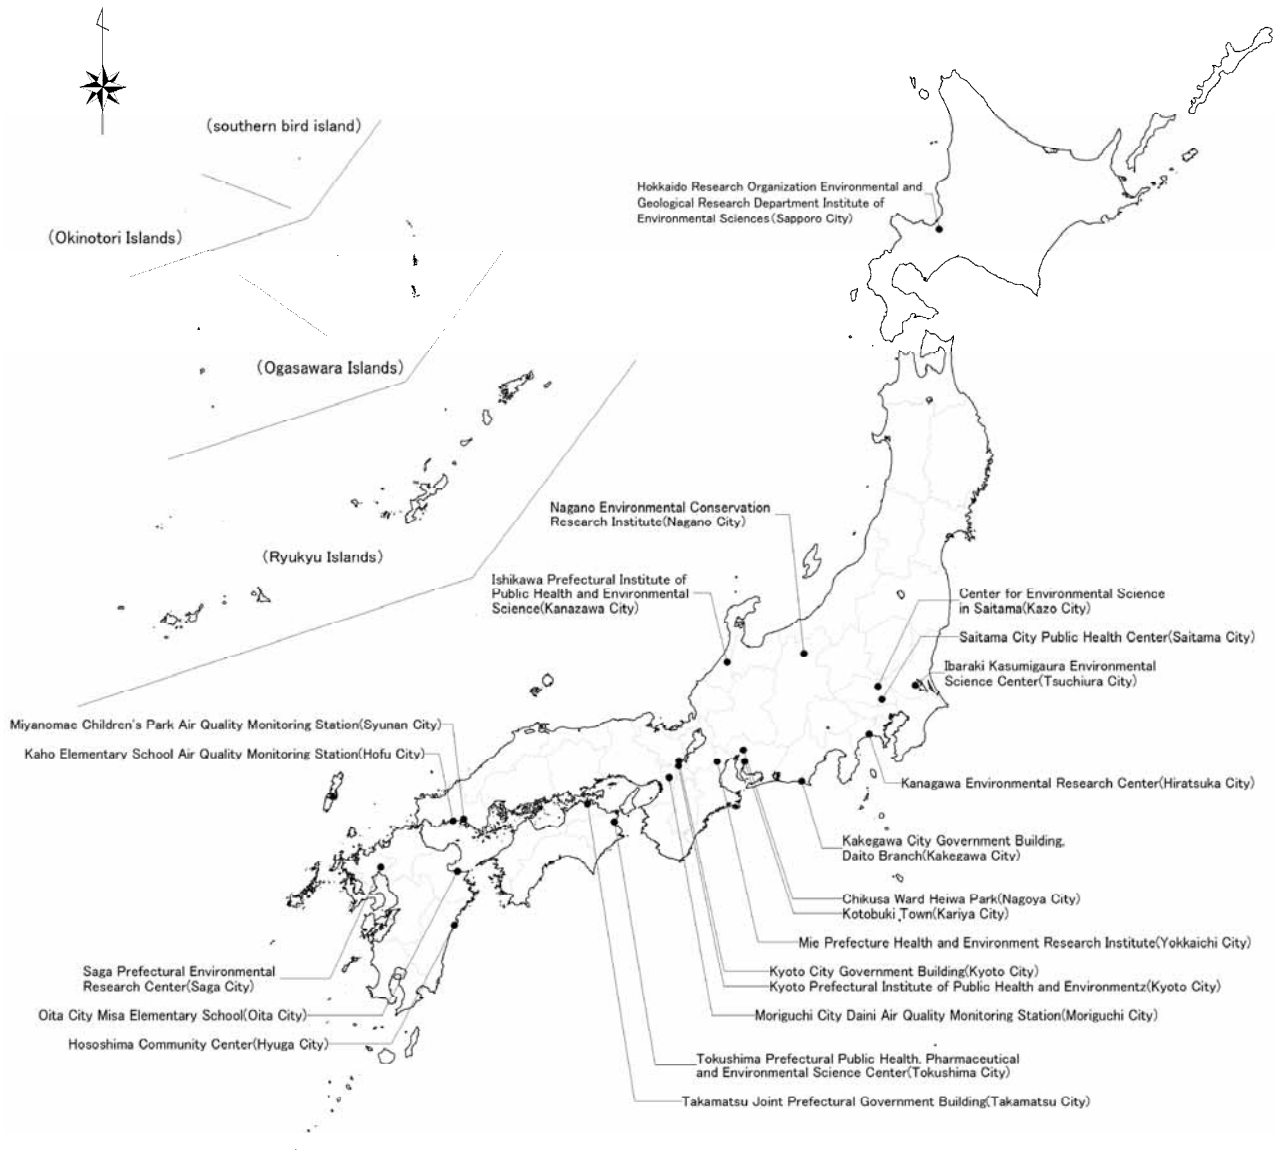 (southern bird island)
(Okinotori Islands)
(Ogasawara Islands)
(Ryukyu Islands)
Hokkaido Research Organization Environmental and
Geological Research Department Institute of
Environmental Sciences(Sapporo City)
Nagano Environmental Conservation
Research Institute(Nagano City)
Ishikawa Prefectural Institute of
Public Health and Environmental
Science(Kanazawa City)
Center for Environmental Science
in Saitama(Kazo City)
Saitama City Public Health Center(Saitama City)
Ibaraki Kasumigaura Environmental
Science Center(Tsuchiura City)
Miyanomae Children's Park Air Quality Monitoring Station(Syunan City)
Kaho Elementary School Air Quality Monitoring Station(Hofu City)
Kanagawa Environmental Research Center(Hiratsuka City)
Kakegawa City Government Building,
Daito Branch(Kakegawa City)
Chikusa Ward Heiwa Park(Nagoya City)
Kotobuki Town(Kariya City)
Mie Prefecture Health and Environment Research Institute(Yokkaichi City)
Kyoto City Government Building(Kyoto City)
Kyoto Prefectural Institute of Public Health and Environmentz(Kyoto City)
Moriguchi City Daini Air Quality Monitoring Station(Moriguchi City)
Saga Prefectural Environmental
Research Center(Saga City)
Oita City Misa Elementary School(Oita City)
Hososhima Community Center(Hyuga City)
Tokushima Prefectural Public Health. Pharmaceutical
and Environmental Science Center(Tokushima City)
Takamatsu Joint Prefectural Government Building(Takamatsu City)